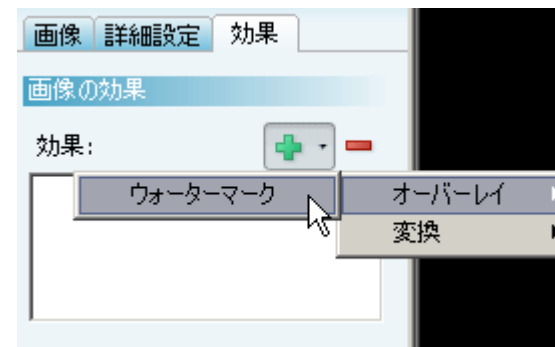 画像 詳細設定 効果
画像の効果
効果:
ウォーターマーク オーバーレイ
変換